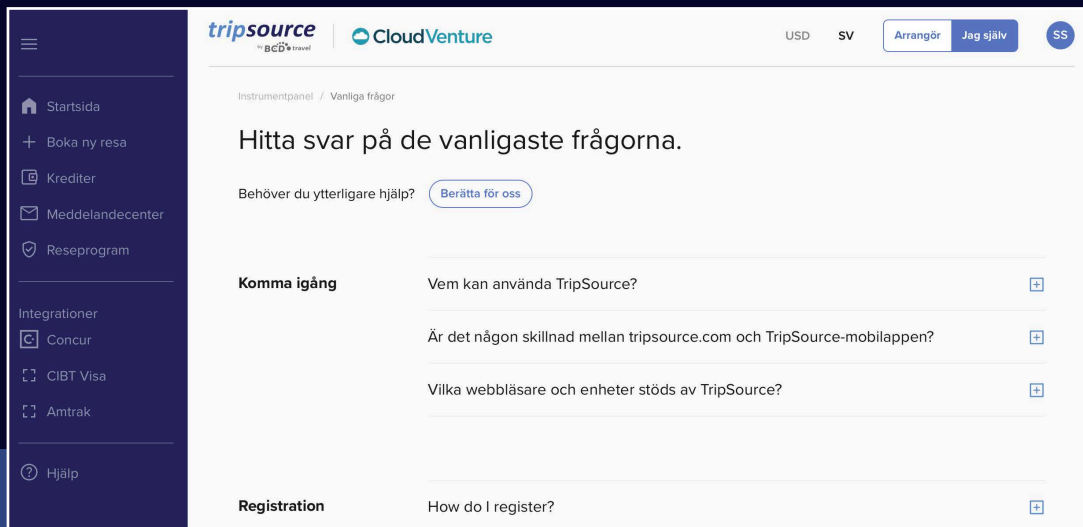 tripsource
by BCD travel
CloudVenture
USD SV Arrangör Jag själv SS
Startsida
Boka ny resa
Krediter
Meddelandecenter
Reseprogram
Integrationer
Concur
CIBT Visa
Amtrak
Hjälp
Instrumentpanel / Vanliga frågor
Hitta svar på de vanligaste frågorna.
Behöver du ytterligare hjälp? Berätta för oss
Komma igång
Vem kan använda TripSource?
Är det någon skillnad mellan tripsource.com och TripSource-mobilappen?
Vilka webbläsare och enheter stöds av TripSource?
Registration
How do I register?